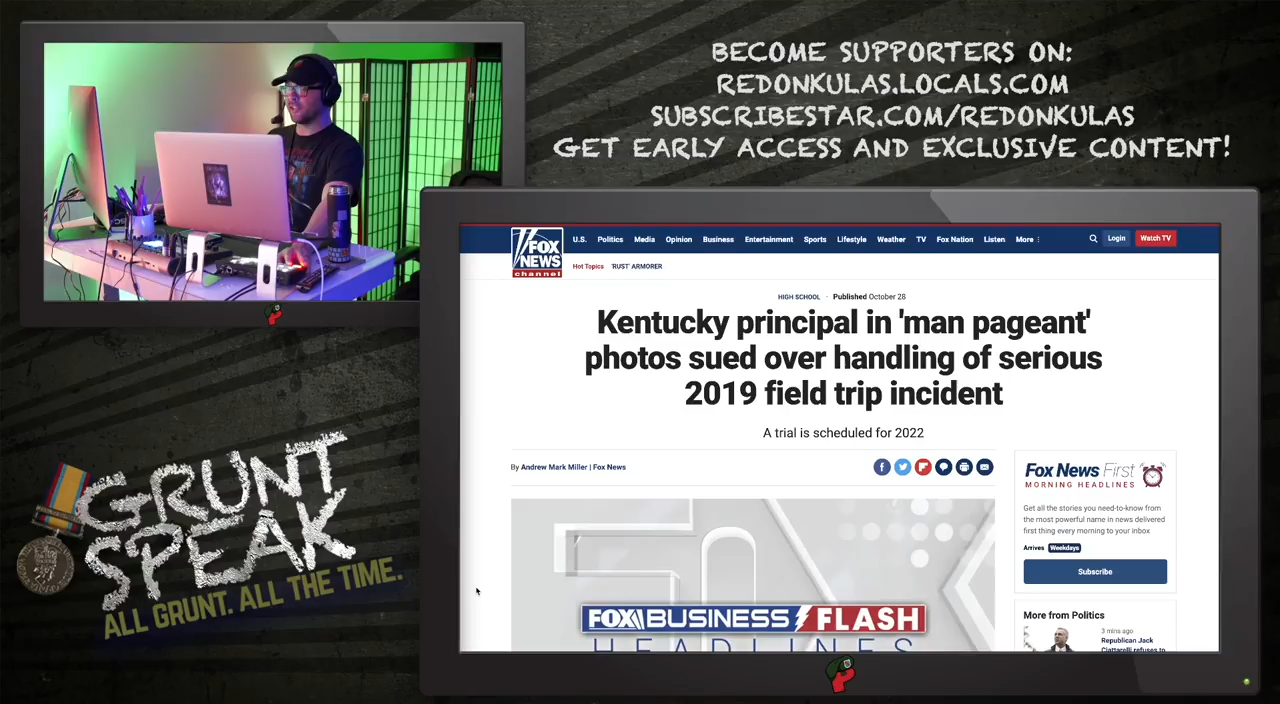 BECOME SUPPORTERS ON:
REDONKULAS.LOCALS.COM
SUBSCRIBESTAR.COM/REDONKULAS
GET EARLY ACCESS AND EXCLUSIVE CONTENT!
FOX
NEWS
channel
U.S. Politics Media Opinion Business Entertainment Sports Lifestyle Weather TV Fox Nation Listen More Login Watch TV
Hot Topics 'RUST' ARMORER
HIGH SCHOOL · Published October 28
Kentucky principal in 'man pageant'
photos sued over handling of serious
2019 field trip incident
A trial is scheduled for 2022
By Andrew Mark Miller | Fox News
Fox News First
MORNING HEADLINES
Get all the stories you need-to-know from
the most powerful name in news delivered
first thing every morning to your inbox
Arrives Weekdays
Subscribe
FOX BUSINESS FLASH
HEADLINES
More from Politics
3 mins ago
Republican Jack
Ciattarelli refuses to
GRUNT
SPEAK
ALL GRUNT. ALL THE TIME.